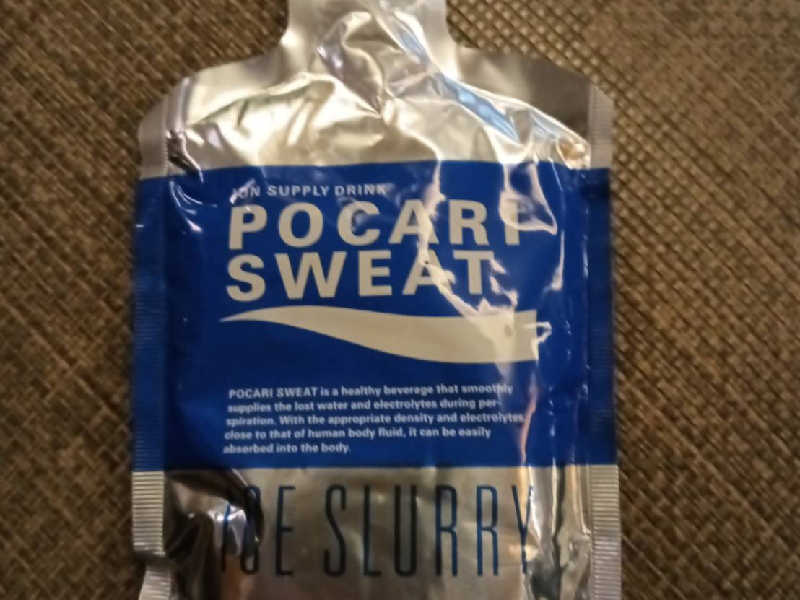 ION SUPPLY DRINK
POCARI
SWEAT
POCARI SWEAT is a healthy beverage that smoothly
supplies the lost water and electrolytes during per-
spiration. With the appropriate density and electrolytes,
close to that of human body fluid, it can be easily
absorbed into the body.
ICE SLURRY